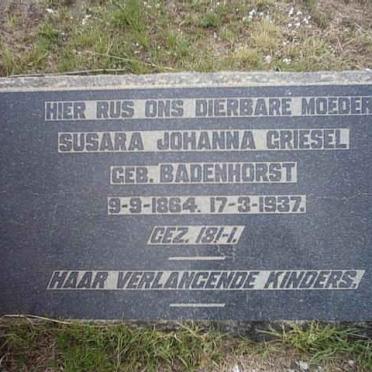 HIER RUS ONS DIERBARE MOEDER
SUSARA JOHANNA GRIESEL
GEB. BADENHORST
9-9-1864. 17-3-1937.
GEZ. 181-1.
HAAR VERLANGENDE KINDERS.